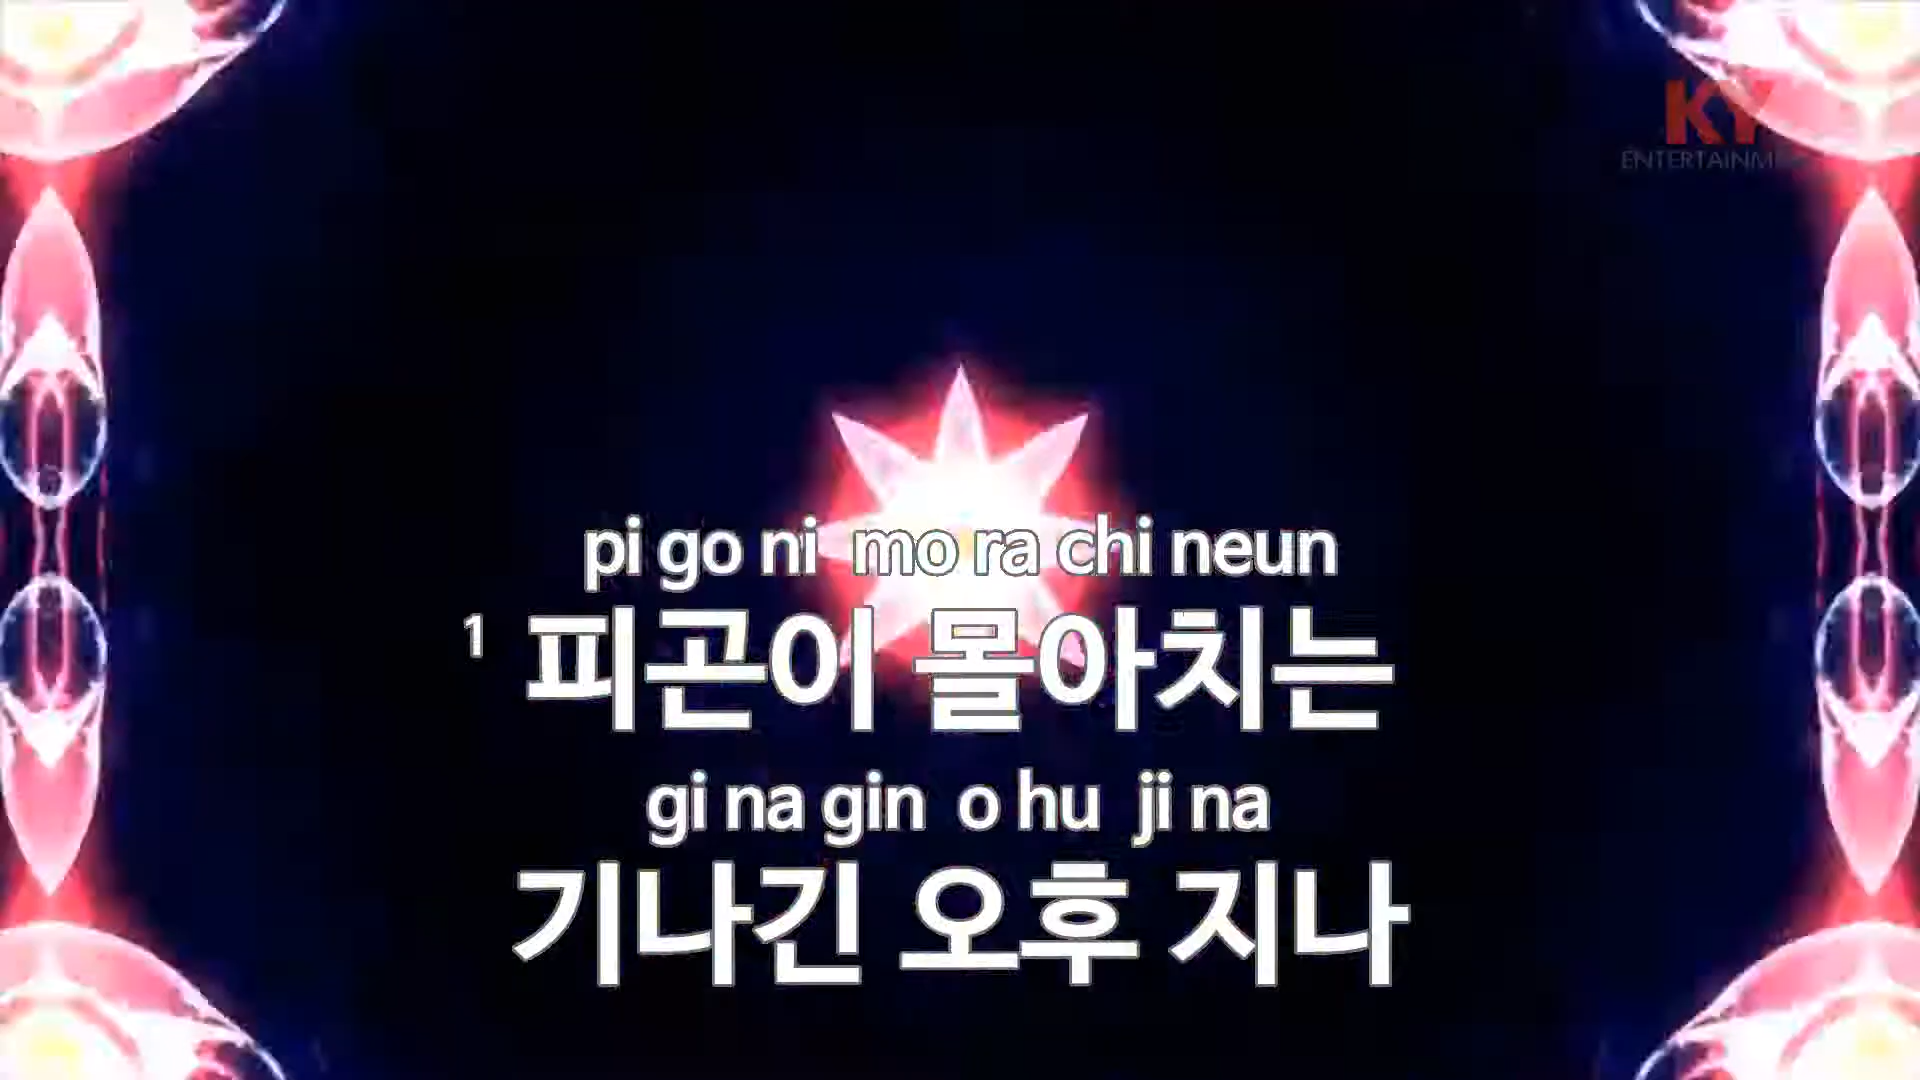 KY
ENTERTAINM
pi go ni mo ra chi neun
1 피곤이 몰아치는
gi na gin o hu ji na
기나긴 오후 지나